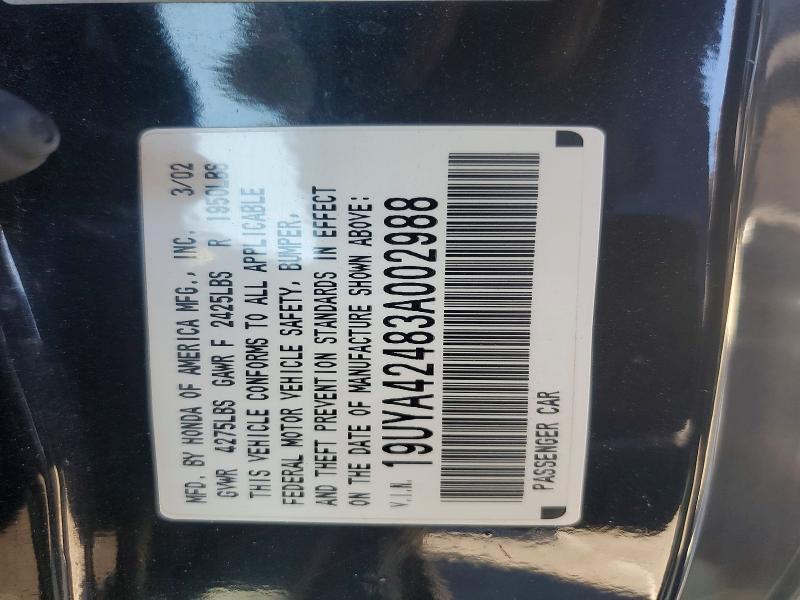 MFD. BY HONDA OF AMERICA MFG., INC. 3/02
GVWR 4275LBS GAWR F 2425LBS R 1950LBS
THIS VEHICLE CONFORMS TO ALL APPLICABLE
FEDERAL MOTOR VEHICLE SAFETY, BUMPER,
AND THEFT PREVENTION STANDARDS IN EFFECT
ON THE DATE OF MANUFACTURE SHOWN ABOVE:
V.I.N. 19UYA42483A002988
PASSENGER CAR